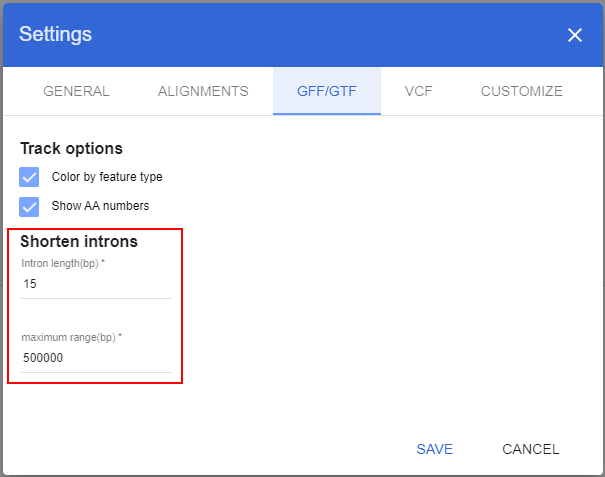 Settings
GENERAL ALIGNMENTS GFF/GTF VCF CUSTOMIZE
Track options
Color by feature type
Show AA numbers
Shorten introns
Intron length(bp) *
15
maximum range(bp) *
500000
SAVE CANCEL